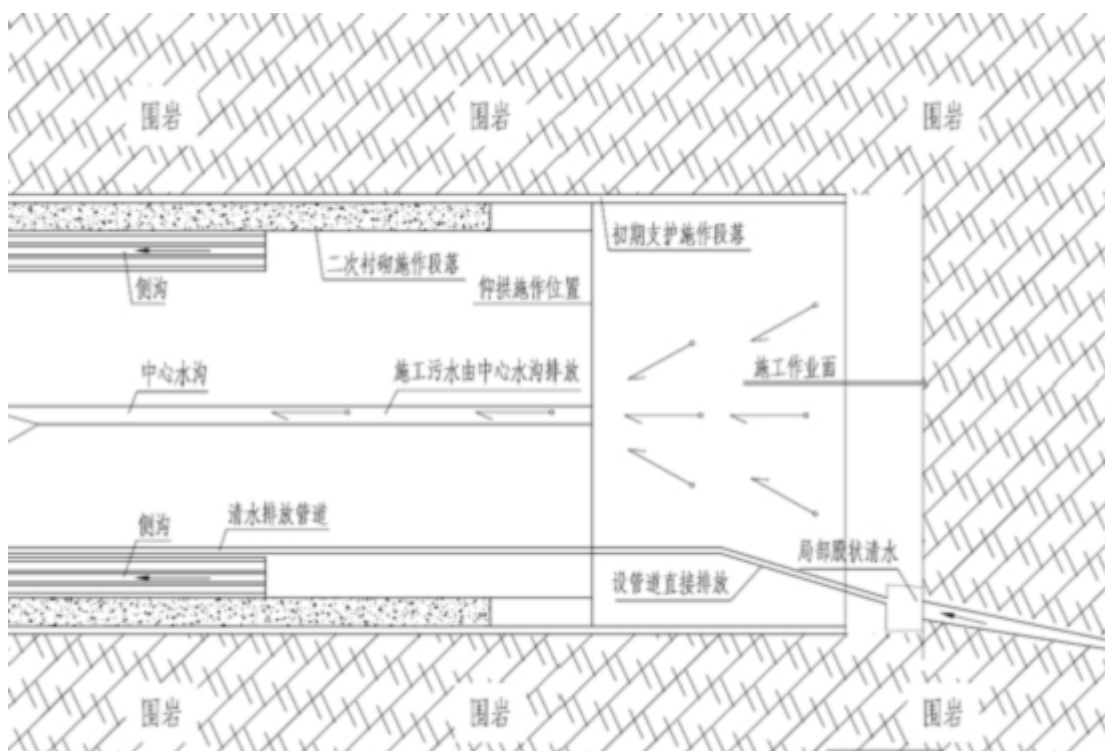 围岩
围岩
围岩
初期支护施作段落
二次衬砌施作段落
侧沟
仰拱施作位置
中心水沟
施工污水由中心水沟排放
施工作业面
侧沟
清水排放管道
局部股状清水
设管道直接排放
围岩
围岩
围岩